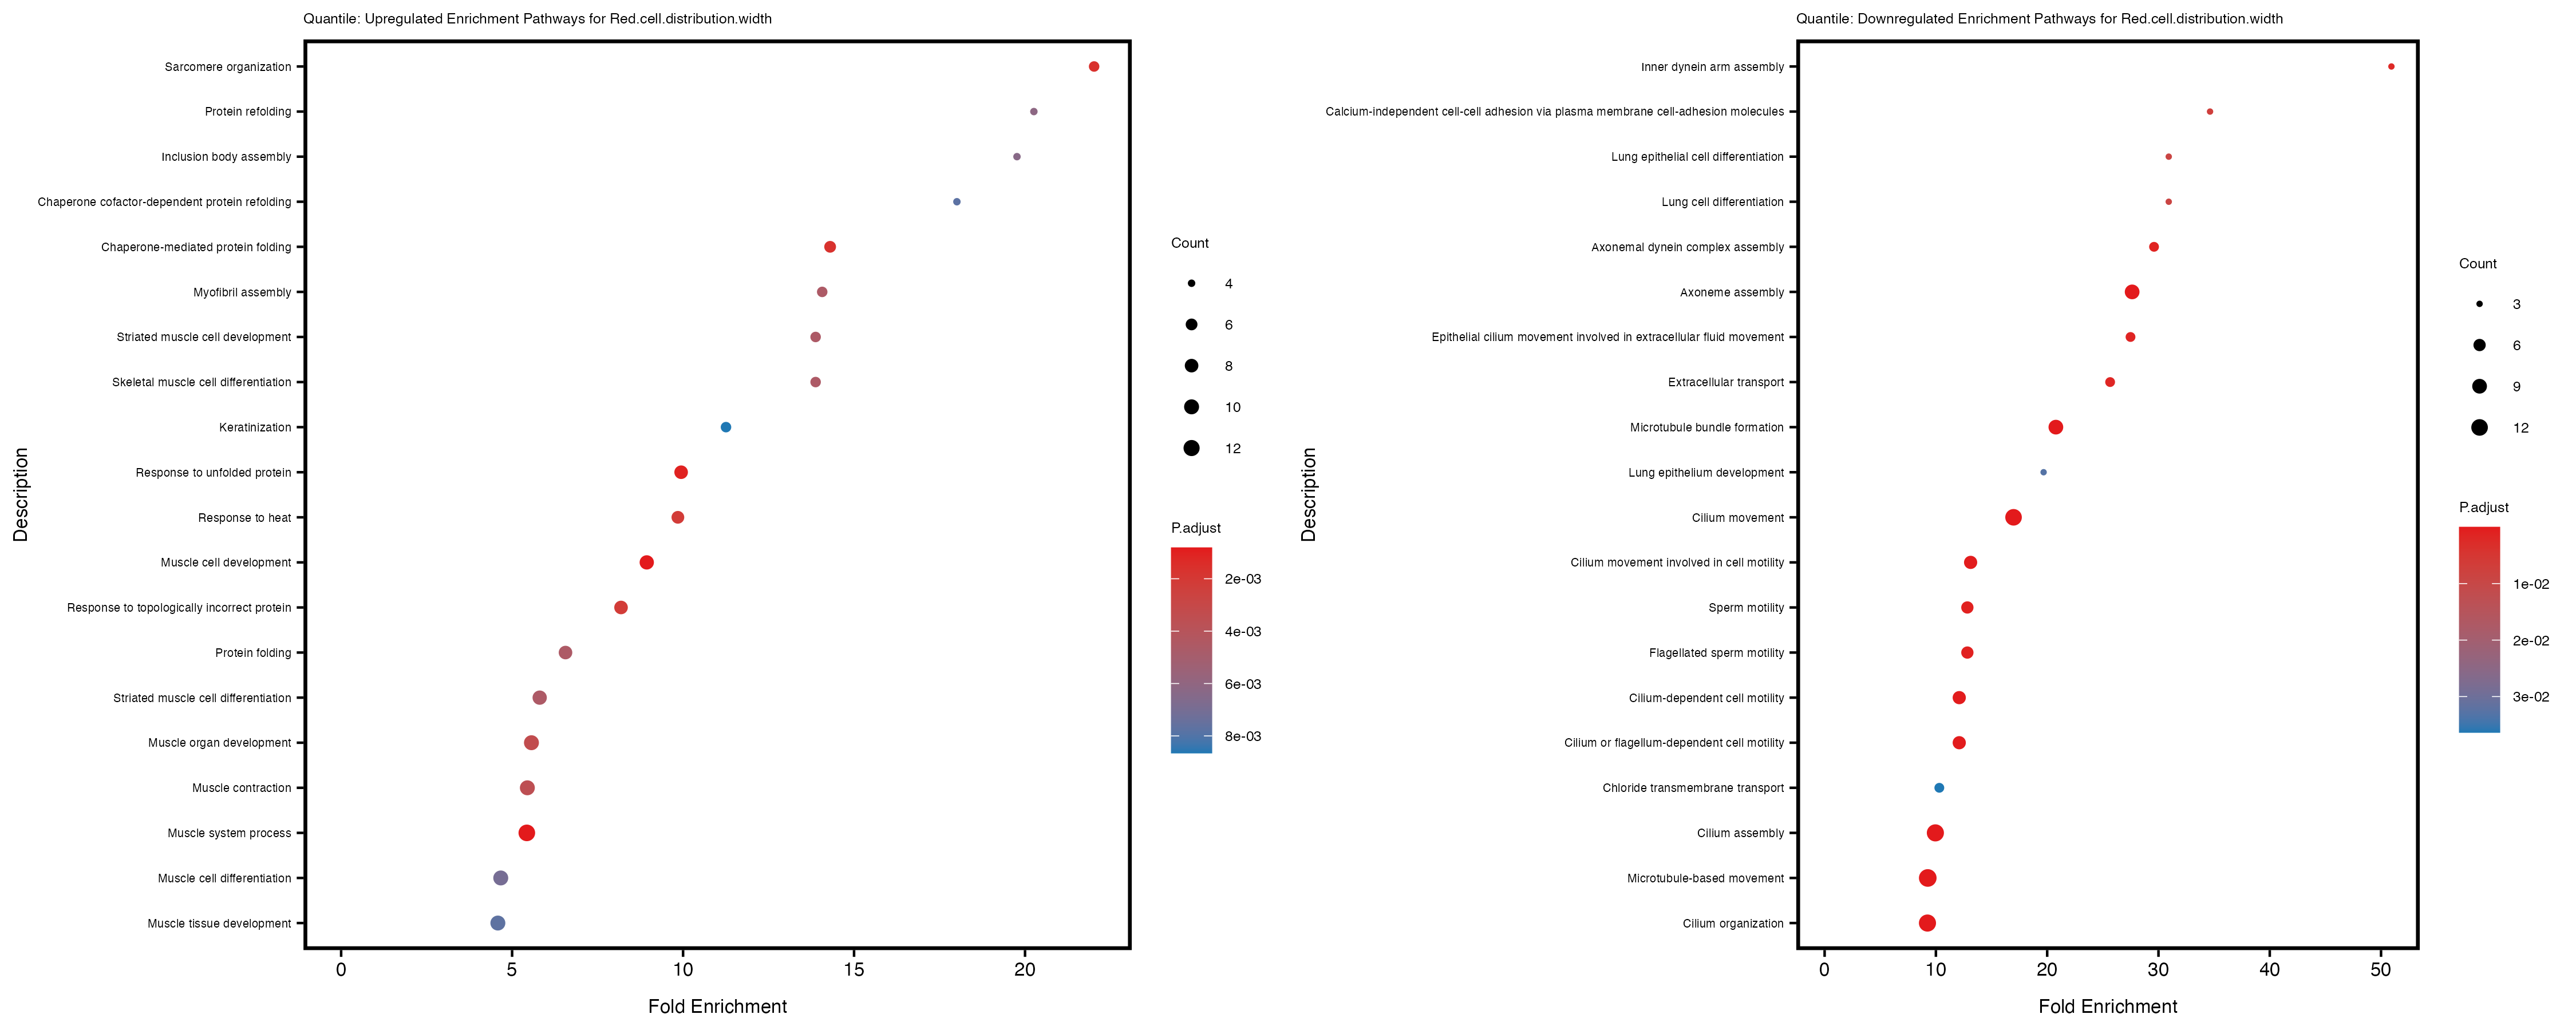 Quantile: Upregulated Enrichment Pathways for Red.cell.distribution.width
Description
Sarcomere organization
Protein refolding
Inclusion body assembly
Chaperone cofactor-dependent protein refolding
Chaperone-mediated protein folding
Myofibril assembly
Striated muscle cell development
Skeletal muscle cell differentiation
Keratinization
Response to unfolded protein
Response to heat
Muscle cell development
Response to topologically incorrect protein
Protein folding
Striated muscle cell differentiation
Muscle organ development
Muscle contraction
Muscle system process
Muscle cell differentiation
Muscle tissue development
0 5 10 15 20
Fold Enrichment
Count
4
6
8
10
12
P.adjust
2e-03
4e-03
6e-03
8e-03
Quantile: Downregulated Enrichment Pathways for Red.cell.distribution.width
Description
Inner dynein arm assembly
Calcium-independent cell-cell adhesion via plasma membrane cell-adhesion molecules
Lung epithelial cell differentiation
Lung cell differentiation
Axonemal dynein complex assembly
Axoneme assembly
Epithelial cilium movement involved in extracellular fluid movement
Extracellular transport
Microtubule bundle formation
Lung epithelium development
Cilium movement
Cilium movement involved in cell motility
Sperm motility
Flagellated sperm motility
Cilium-dependent cell motility
Cilium or flagellum-dependent cell motility
Chloride transmembrane transport
Cilium assembly
Microtubule-based movement
Cilium organization
0 10 20 30 40 50
Fold Enrichment
Count
3
6
9
12
P.adjust
1e-02
2e-02
3e-02